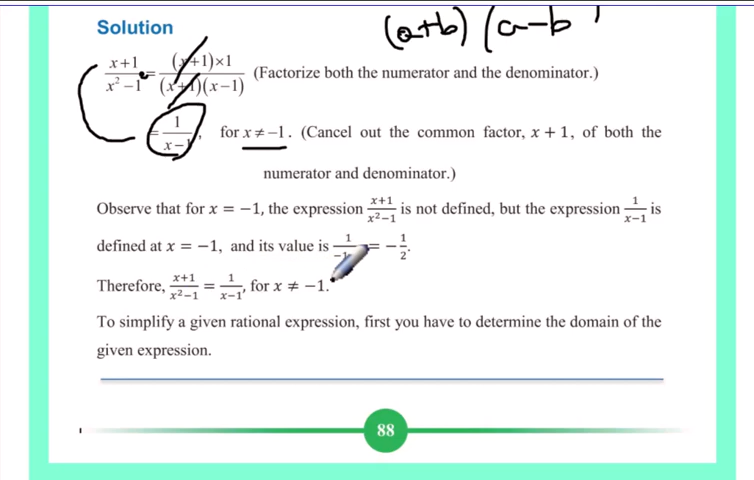 Solution
(a+b) (a-b
x+1/x²−1 = (x+1)×1/(x+1)(x−1) (Factorize both the numerator and the denominator.)
= 1/x−1, for x ≠ −1. (Cancel out the common factor, x + 1, of both the
numerator and denominator.)
Observe that for x = −1, the expression x+1/x²−1 is not defined, but the expression 1/x−1 is
defined at x = −1, and its value is = −1/2.
Therefore, x+1/x²−1 = 1/x−1, for x ≠ −1.
To simplify a given rational expression, first you have to determine the domain of the
given expression.
88